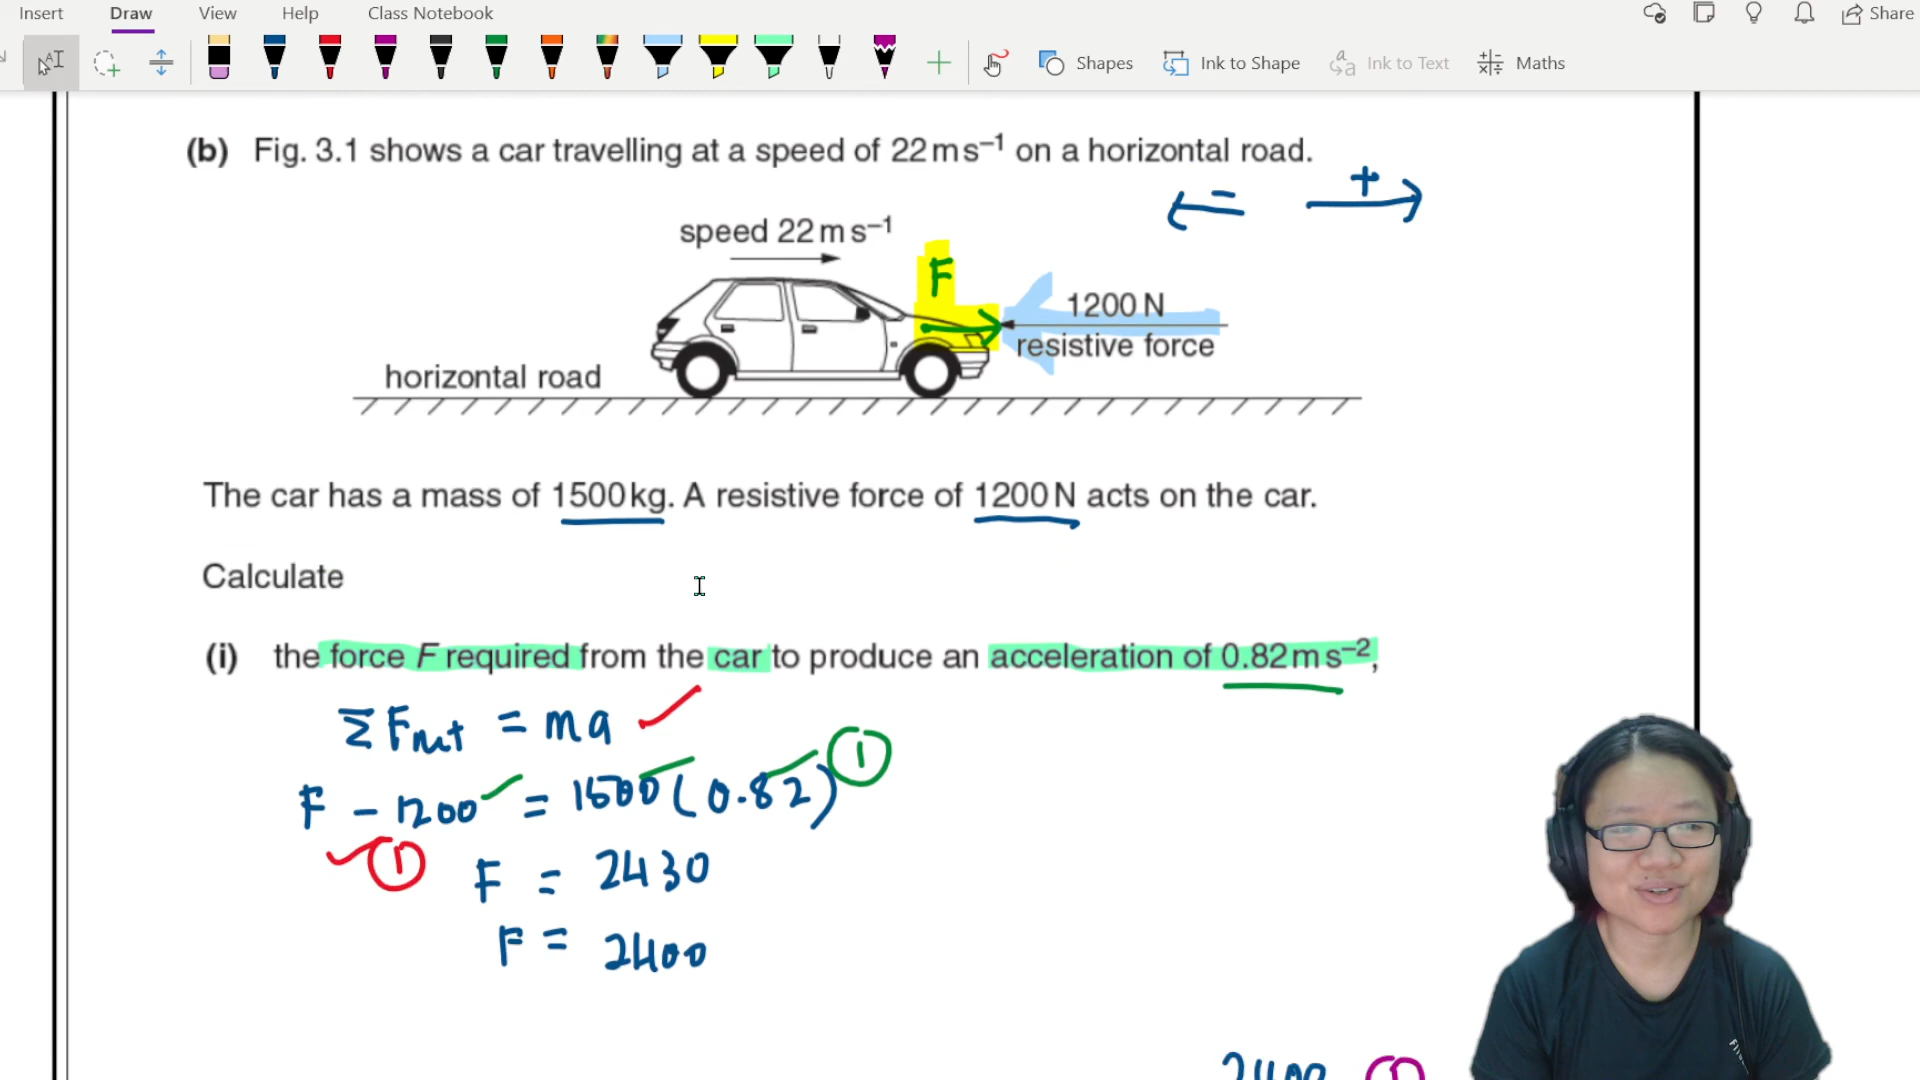 Insert Draw View Help Class Notebook Share
Shapes Ink to Shape Ink to Text Maths
(b) Fig. 3.1 shows a car travelling at a speed of 22 m s⁻¹ on a horizontal road.
− +
speed 22 m s⁻¹
F
1200 N
resistive force
horizontal road
The car has a mass of 1500 kg. A resistive force of 1200 N acts on the car.
Calculate
(i) the force F required from the car to produce an acceleration of 0.82 m s⁻²,
Σ Fnet = ma
F − 1200 = 1500 (0.82) 1
1
F = 2430
F = 2400
2400 1